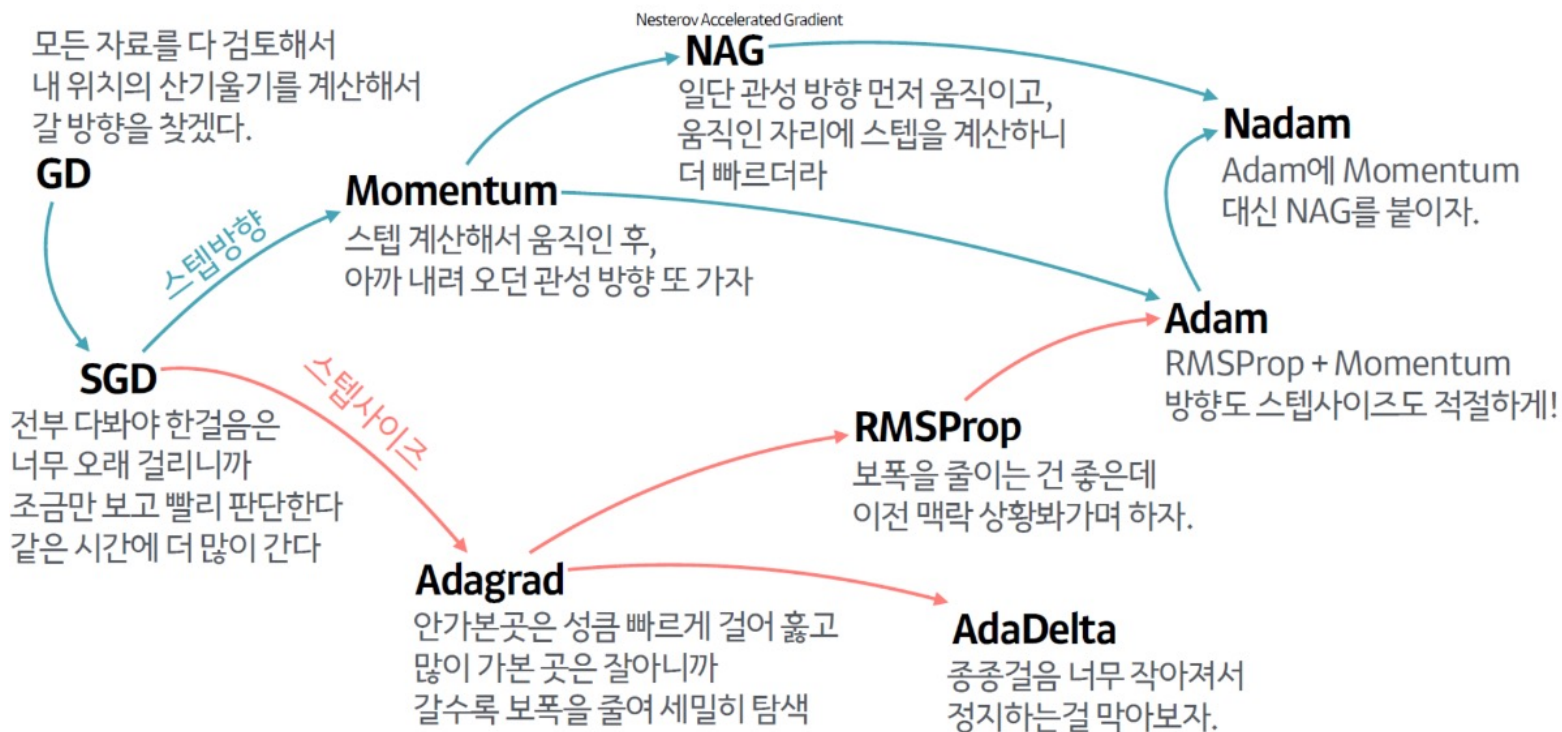 모든 자료를 다 검토해서
내 위치의 산기울기를 계산해서
갈 방향을 찾겠다.
GD
스텝방향
SGD
전부 다봐야 한걸음은
너무 오래 걸리니까
조금만 보고 빨리 판단한다
같은 시간에 더 많이 간다
Momentum
스텝 계산해서 움직인 후,
아까 내려 오던 관성 방향 또 가자
Nesterov Accelerated Gradient
NAG
일단 관성 방향 먼저 움직이고,
움직인 자리에 스텝을 계산하니
더 빠르더라
Nadam
Adam에 Momentum
대신 NAG를 붙이자.
Adam
RMSProp + Momentum
방향도 스텝사이즈도 적절하게!
스텝사이즈
RMSProp
보폭을 줄이는 건 좋은데
이전 맥락 상황봐가며 하자.
Adagrad
안가본곳은 성큼 빠르게 걸어 훑고
많이 가본 곳은 잘아니까
갈수록 보폭을 줄여 세밀히 탐색
AdaDelta
종종걸음 너무 작아져서
정지하는걸 막아보자.